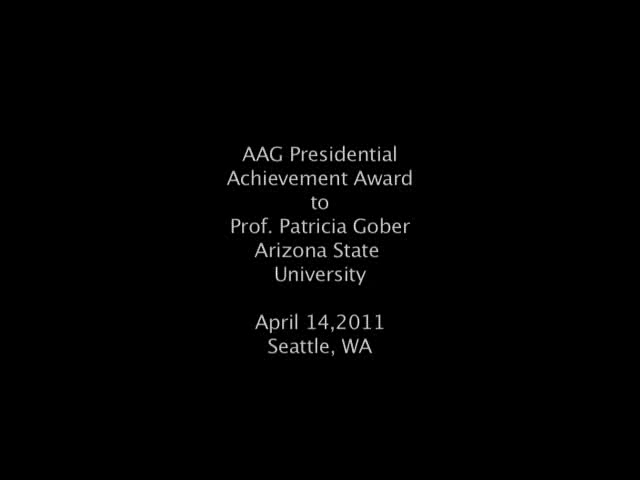 AAG Presidential
Achievement Award
to
Prof. Patricia Gober
Arizona State
University
April 14,2011
Seattle, WA